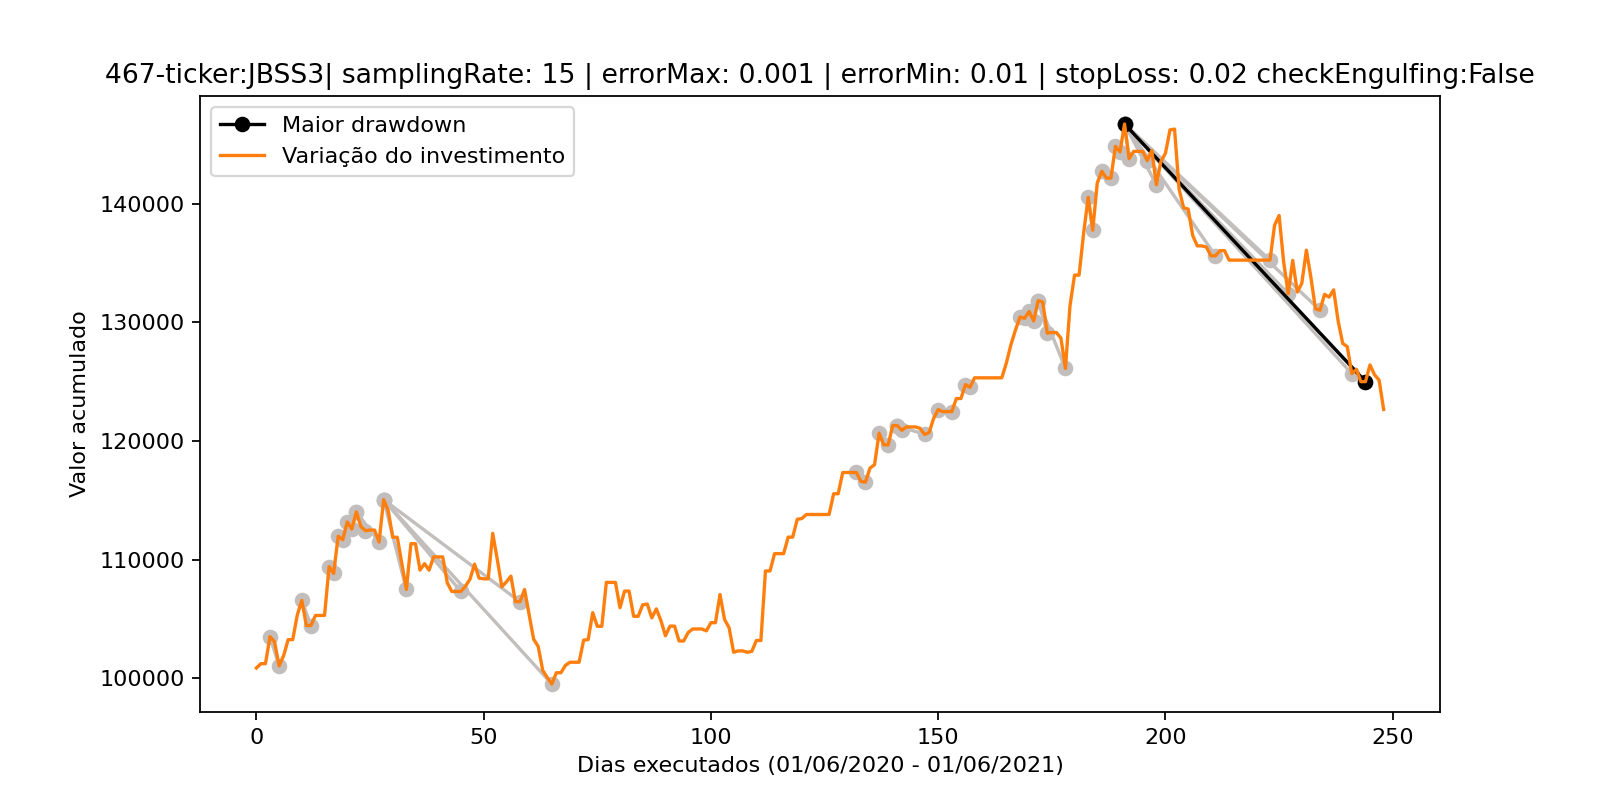 467-ticker:JBSS3| samplingRate: 15 | errorMax: 0.001 | errorMin: 0.01 | stopLoss: 0.02 checkEngulfing:False
Maior drawdown
Variação do investimento
140000
130000
120000
110000
100000
Valor acumulado
0 50 100 150 200 250
Dias executados (01/06/2020 - 01/06/2021)